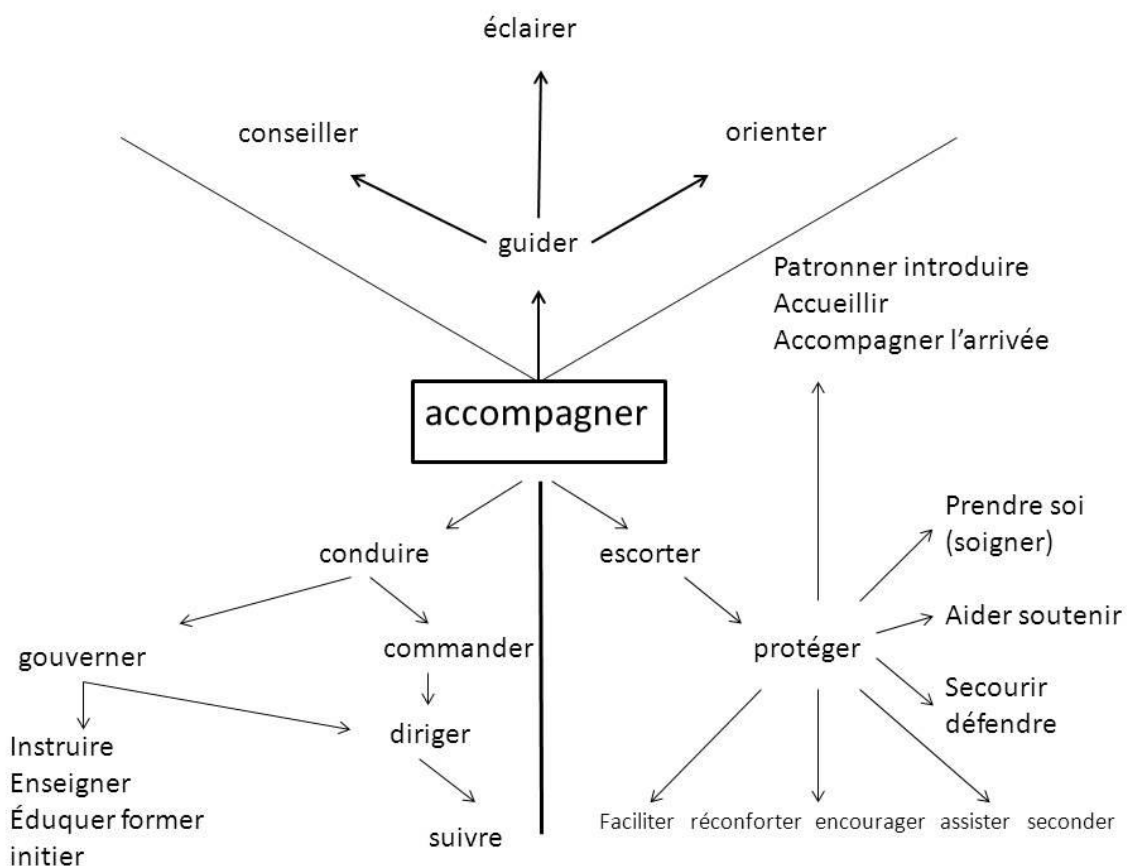 éclairer
conseiller
orienter
guider
Patronner introduire
Accueillir
Accompagner l'arrivée
accompagner
Prendre soi
(soigner)
conduire
escorter
Aider soutenir
gouverner
commander
protéger
Secourir
défendre
diriger
Instruire
Enseigner
Éduquer former
initier
suivre
Faciliter réconforter encourager assister seconder